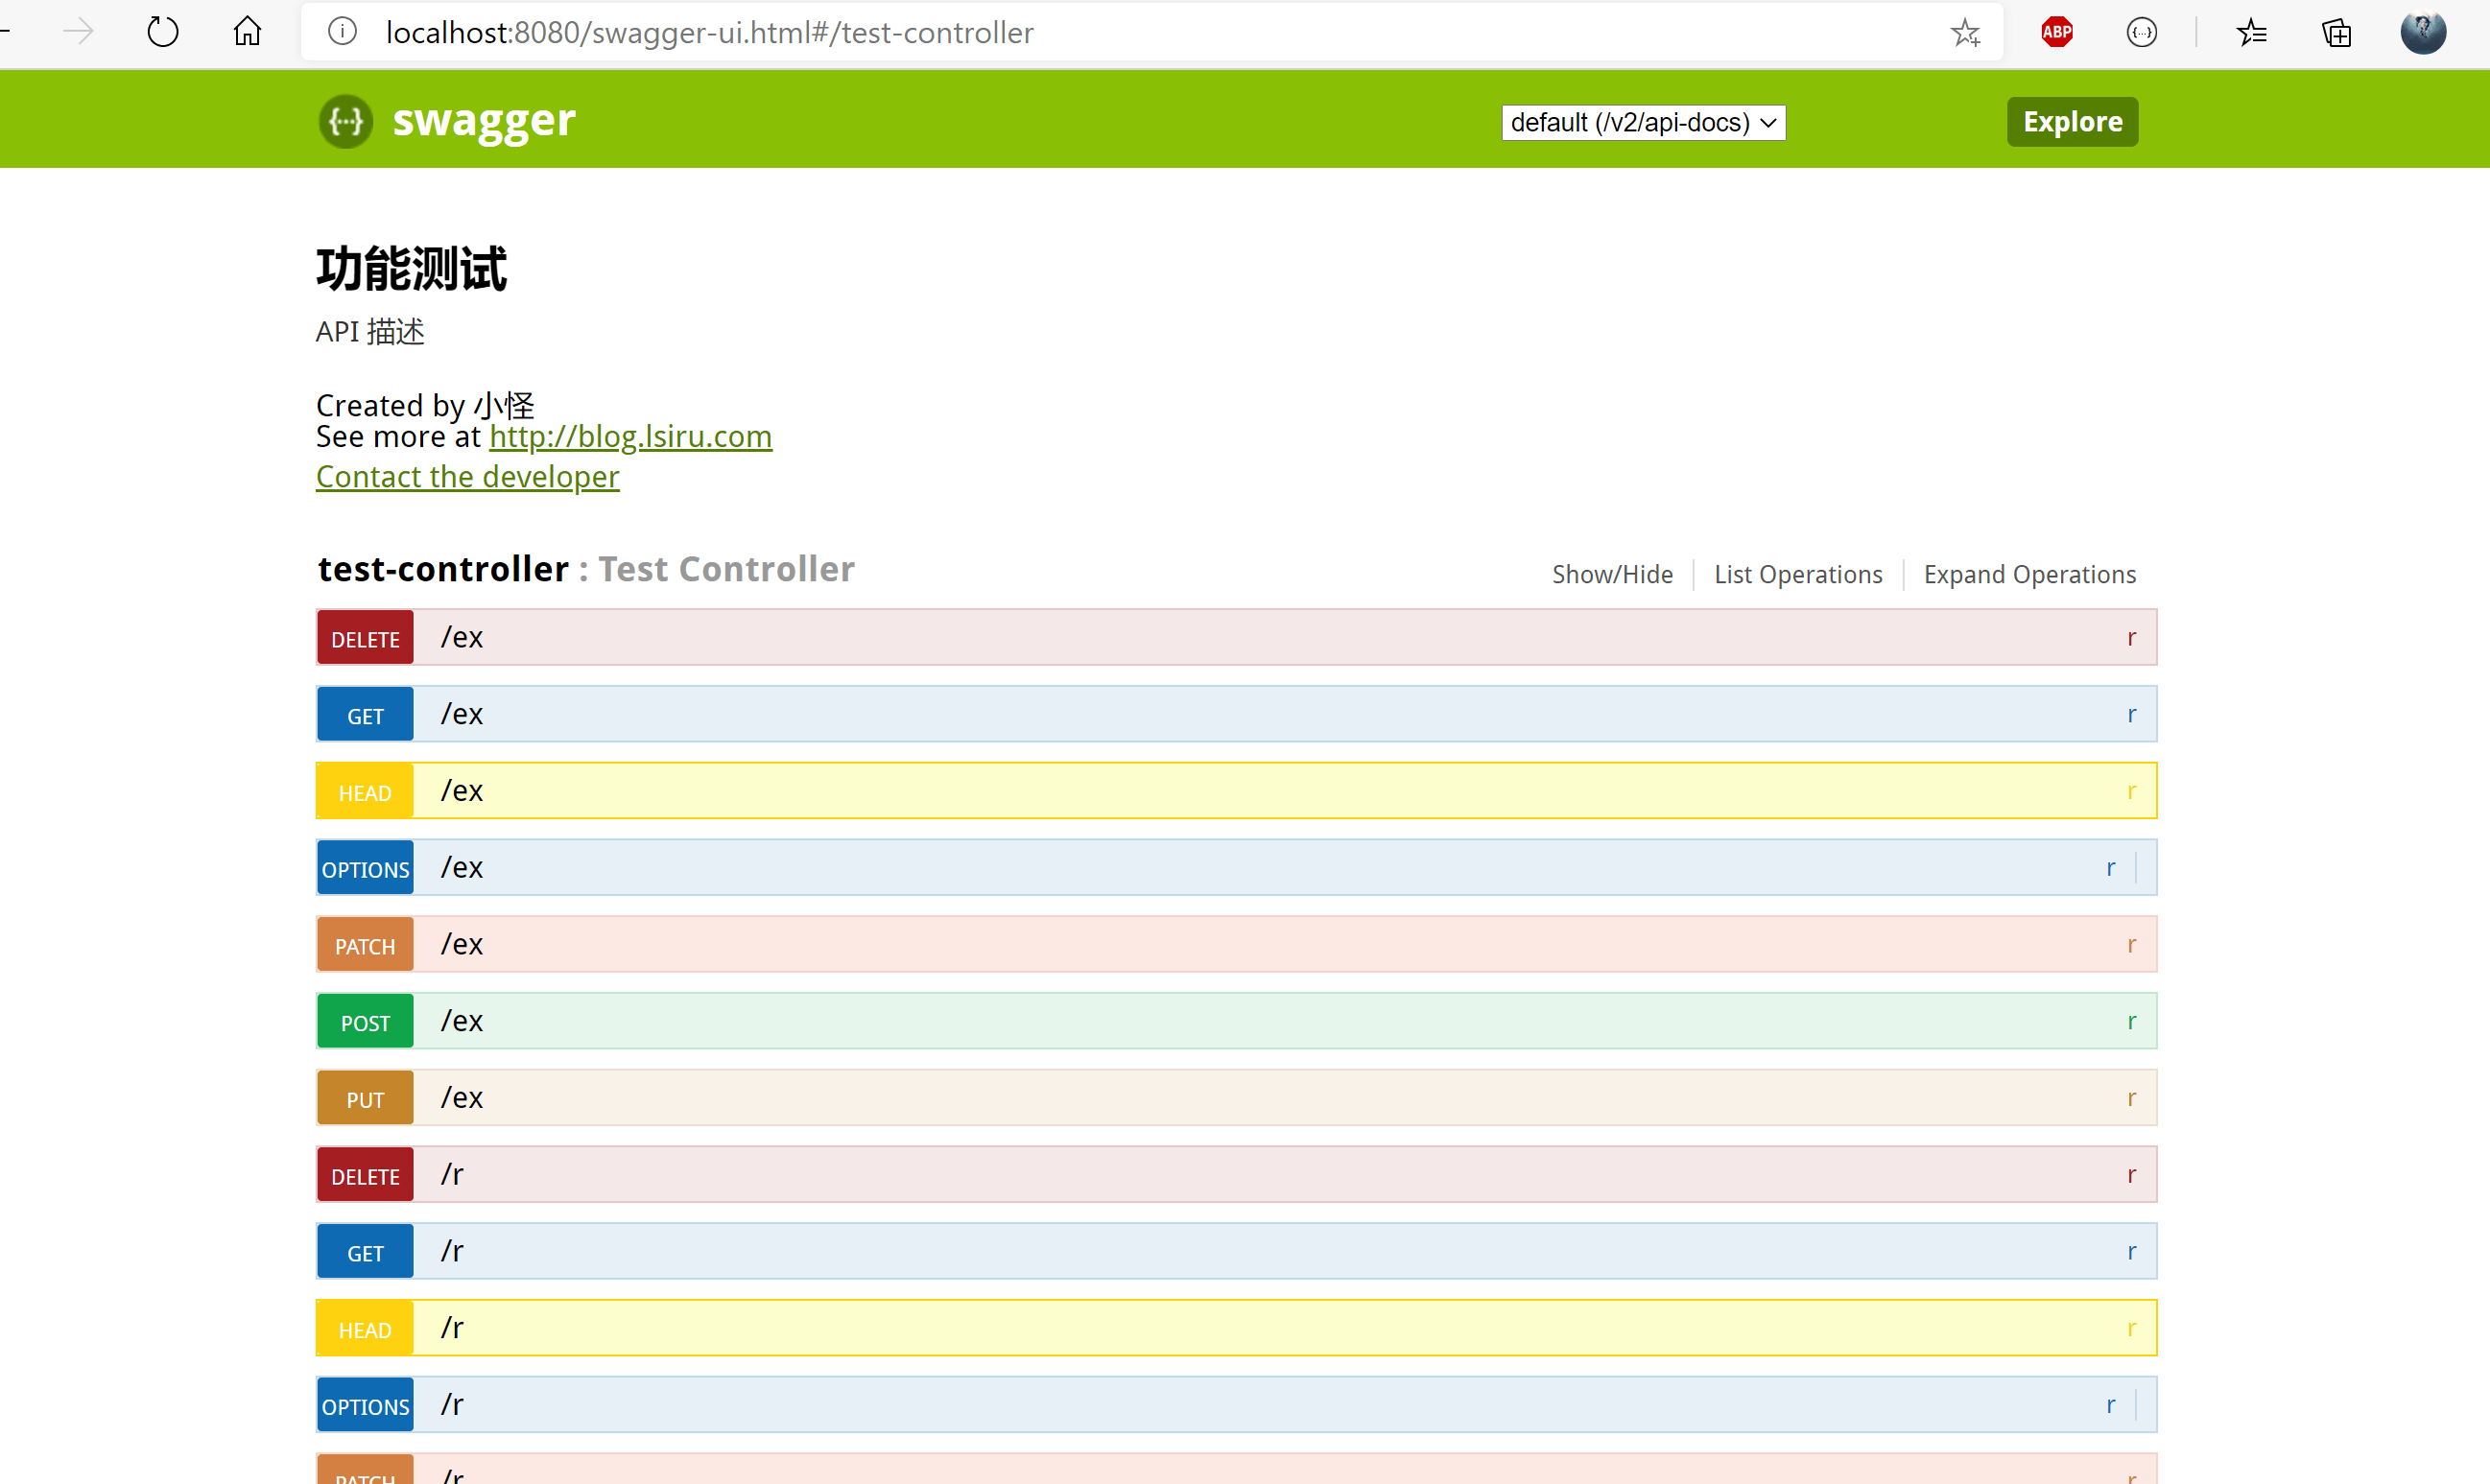 localhost:8080/swagger-ui.html#/test-controller
ABP
{···} swagger default (/v2/api-docs) Explore
功能测试
API 描述
Created by 小怪
See more at http://blog.lsiru.com
Contact the developer
test-controller : Test Controller Show/Hide List Operations Expand Operations
DELETE /ex r
GET /ex r
HEAD /ex r
OPTIONS /ex r
PATCH /ex r
POST /ex r
PUT /ex r
DELETE /r r
GET /r r
HEAD /r r
OPTIONS /r r
PATCH /r r